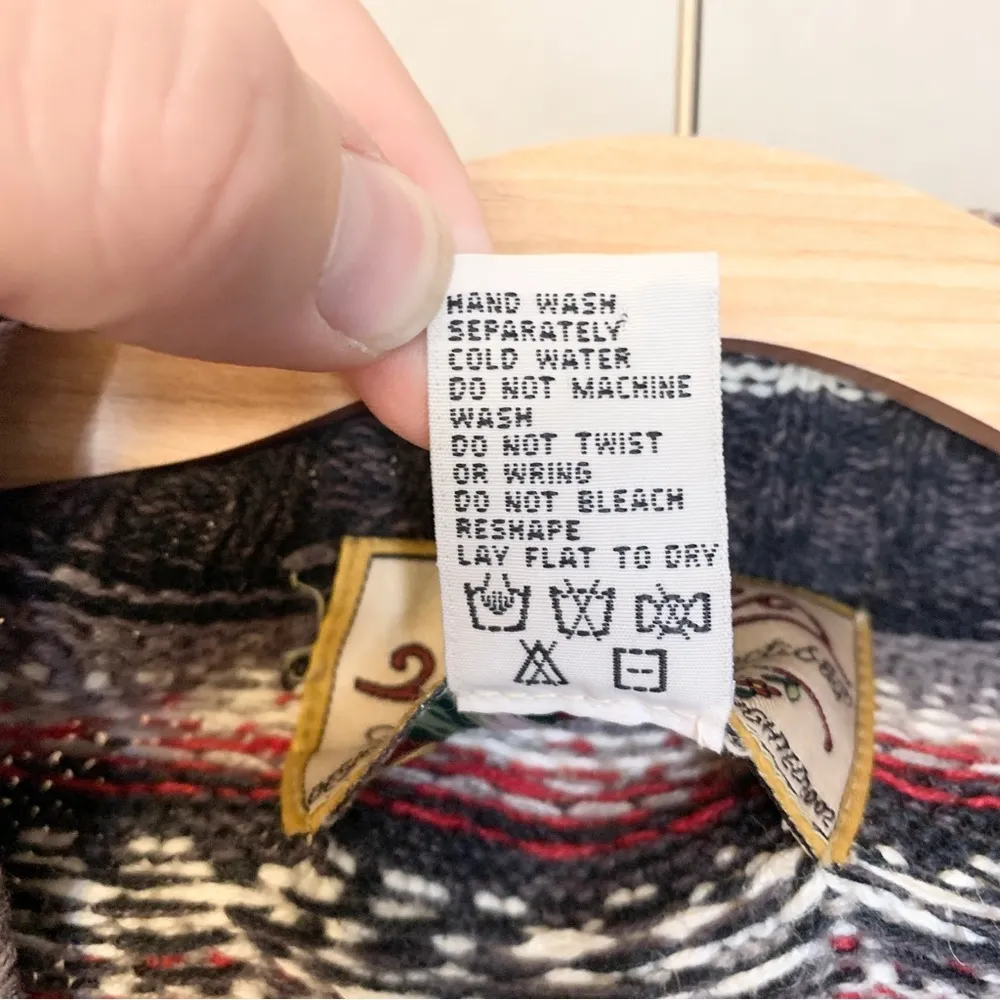 HAND WASH
SEPARATELY
COLD WATER
DO NOT MACHINE
WASH
DO NOT TWIST
OR WRING
DO NOT BLEACH
RESHAPE
LAY FLAT TO DRY